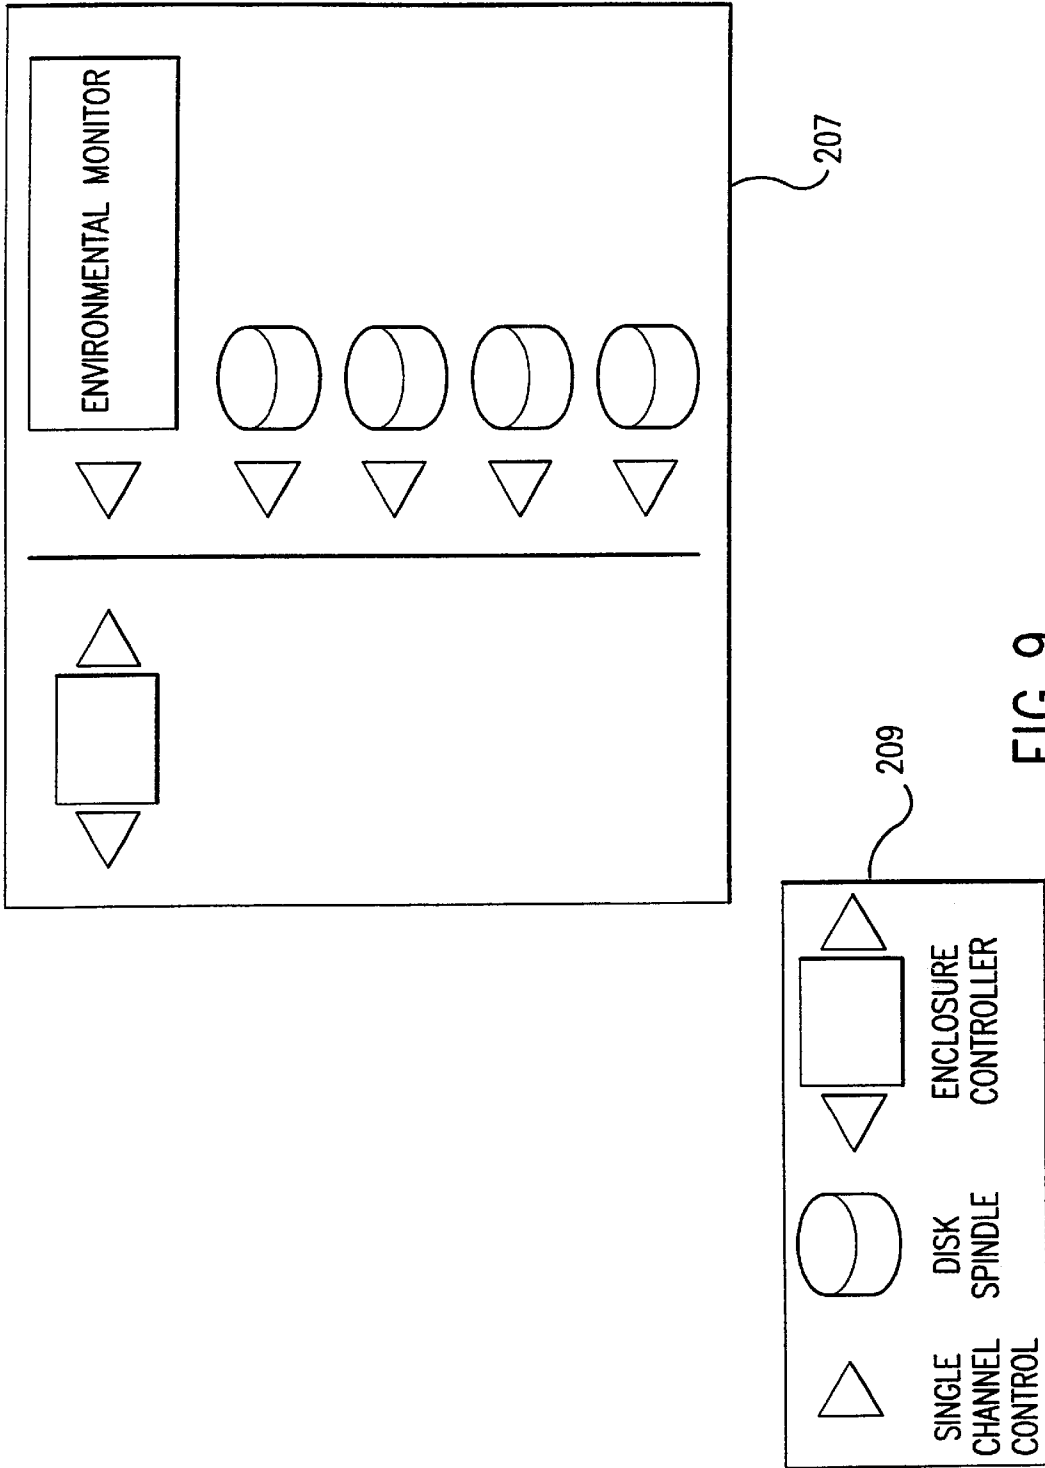 ENVIRONMENTAL MONITOR
207
209
SINGLE
CHANNEL
CONTROL
DISK
SPINDLE
ENCLOSURE
CONTROLLER
FIG. 9